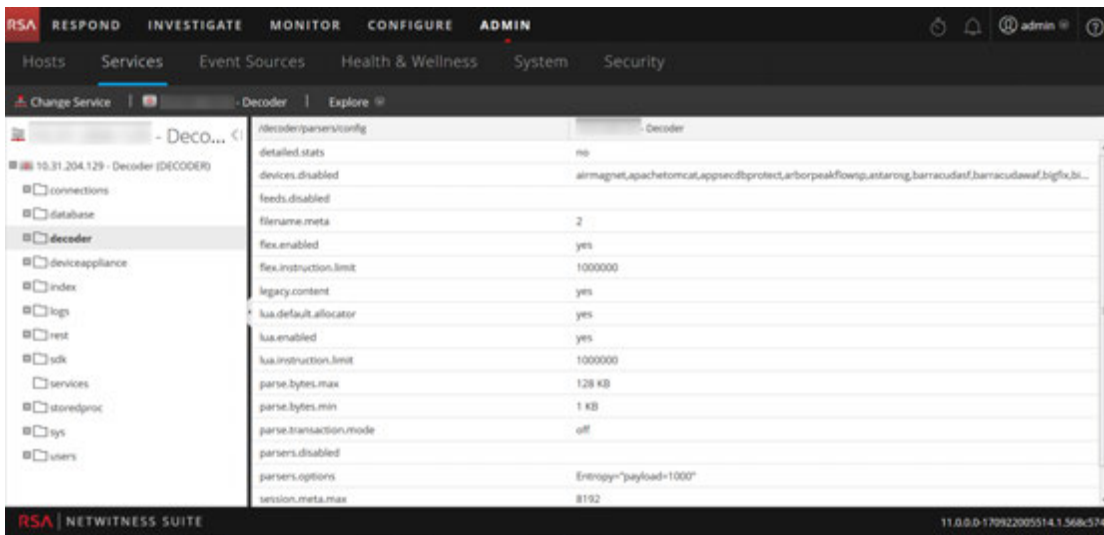 RSA RESPOND INVESTIGATE MONITOR CONFIGURE ADMIN admin
Hosts Services Event Sources Health & Wellness System Security
Change Service | - Decoder | Explore
- Deco...
10.31.204.129 - Decoder (DECODER)
connections
database
decoder
deviceappliance
index
logs
rest
sdk
services
storedproc
sys
users
/decoder/parsers/config - Decoder
detailed.stats no
devices.disabled airmagnet,apachetomcat,appsecdbprotect,arborpeakflowsp,astarosg,barracudasf,barracudawaf,bigfix,bi...
feeds.disabled
filename.meta 2
flex.enabled yes
flex.instruction.limit 1000000
legacy.content yes
lua.default.allocator yes
lua.enabled yes
lua.instruction.limit 1000000
parse.bytes.max 128 KB
parse.bytes.min 1 KB
parse.transaction.mode off
parsers.disabled
parsers.options Entropy="payload=1000"
session.meta.max 8192
RSA | NETWITNESS SUITE 11.0.0.0-170922005514.1.568c574